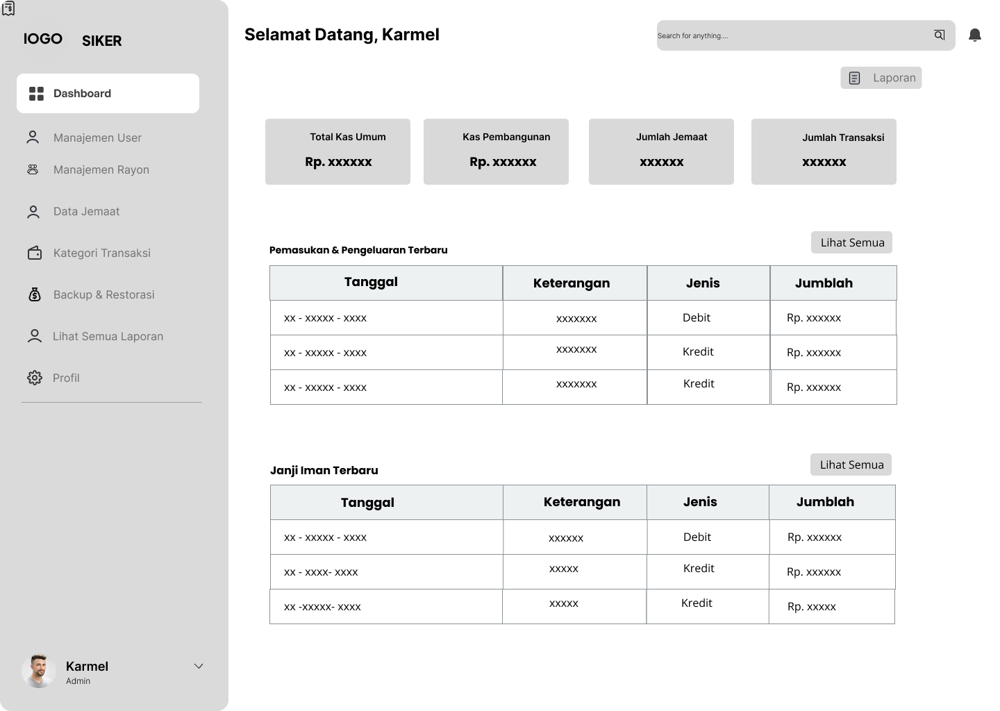 lOGO SIKER
Dashboard
Manajemen User
Manajemen Rayon
Data Jemaat
Kategori Transaksi
Backup & Restorasi
Lihat Semua Laporan
Profil
Karmel
Admin
Selamat Datang, Karmel
Search for anything....
Laporan
Total Kas Umum
Rp. xxxxxx
Kas Pembangunan
Rp. xxxxxx
Jumlah Jemaat
xxxxxx
Jumlah Transaksi
xxxxxx
Pemasukan & Pengeluaran Terbaru
Lihat Semua
Tanggal Keterangan Jenis Jumblah
xx - xxxxx - xxxx xxxxxxx Debit Rp. xxxxxx
xx - xxxxx - xxxx xxxxxxx Kredit Rp. xxxxxx
xx - xxxxx - xxxx xxxxxxx Kredit Rp. xxxxxx
Janji Iman Terbaru
Lihat Semua
Tanggal Keterangan Jenis Jumblah
xx - xxxxx - xxxx xxxxxx Debit Rp. xxxxxx
xx - xxxx- xxxx xxxxx Kredit Rp. xxxxxx
xx -xxxxx- xxxx xxxxx Kredit Rp. xxxxx